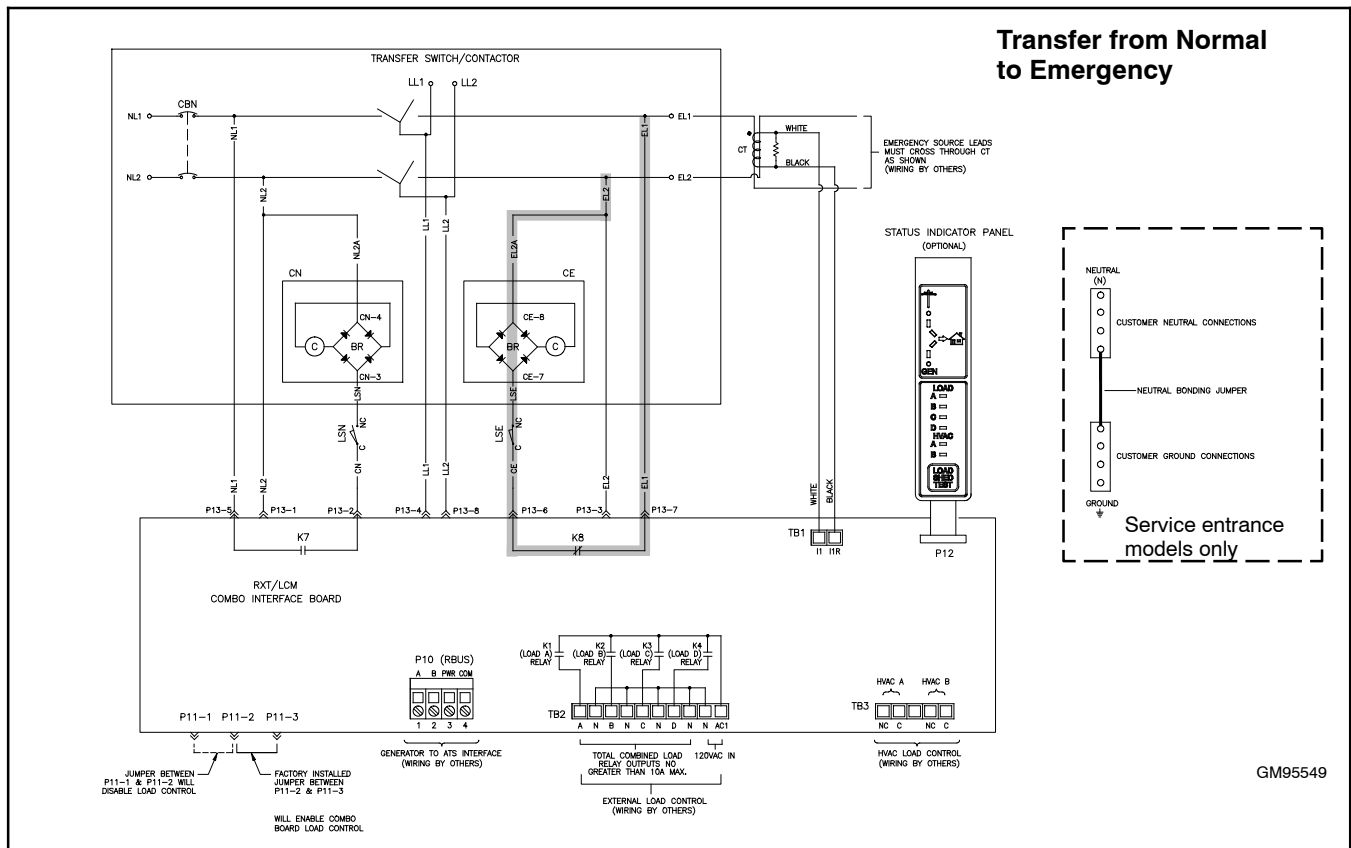 Transfer from Normal
to Emergency
TRANSFER SWITCH/CONTACTOR
LL1
LL2
CBN
NL1
NL2
NL1
NL2
EL1
EL2
EL1
EL2
CT
WHITE
BLACK
EMERGENCY SOURCE LEADS
MUST CROSS THROUGH CT
AS SHOWN
(WIRING BY OTHERS)
NL2A
LL1
LL2
EL2A
CN
CE
CN-4
C
BR
CN-3
CE-8
BR
C
CE-7
LSN
LSE
LSN
NC
C
LSE
NC
C
CN
CE
NL1
NL2
LL1
LL2
EL2
EL1
WHITE
BLACK
STATUS INDICATOR PANEL
(OPTIONAL)
GEN
LOAD
A
B
C
D
HVAC
A
B
LOAD
SHED
TEST
P12
NEUTRAL
(N)
CUSTOMER NEUTRAL CONNECTIONS
NEUTRAL BONDING JUMPER
CUSTOMER GROUND CONNECTIONS
GROUND
Service entrance
models only
P13-5
P13-1
P13-2
P13-4
P13-8
P13-6
P13-3
P13-7
K7
K8
TB1
I1
I1R
RXT/LCM
COMBO INTERFACE BOARD
P10 (RBUS)
A B PWR COM
1 2 3 4
GENERATOR TO ATS INTERFACE
(WIRING BY OTHERS)
K1
(LOAD A)
RELAY
K2
(LOAD B)
RELAY
K3
(LOAD C)
RELAY
K4
(LOAD D)
RELAY
TB2
A N B N C N D N N AC1
TOTAL COMBINED LOAD
RELAY OUTPUTS NO
GREATER THAN 10A MAX.
120VAC IN
EXTERNAL LOAD CONTROL
(WIRING BY OTHERS)
HVAC A
HVAC B
TB3
NC C NC C
HVAC LOAD CONTROL
(WIRING BY OTHERS)
P11-1 P11-2 P11-3
JUMPER BETWEEN
P11-1 & P11-2 WILL
DISABLE LOAD CONTROL
FACTORY INSTALLED
JUMPER BETWEEN
P11-2 & P11-3
WILL ENABLE COMBO
BOARD LOAD CONTROL
GM95549